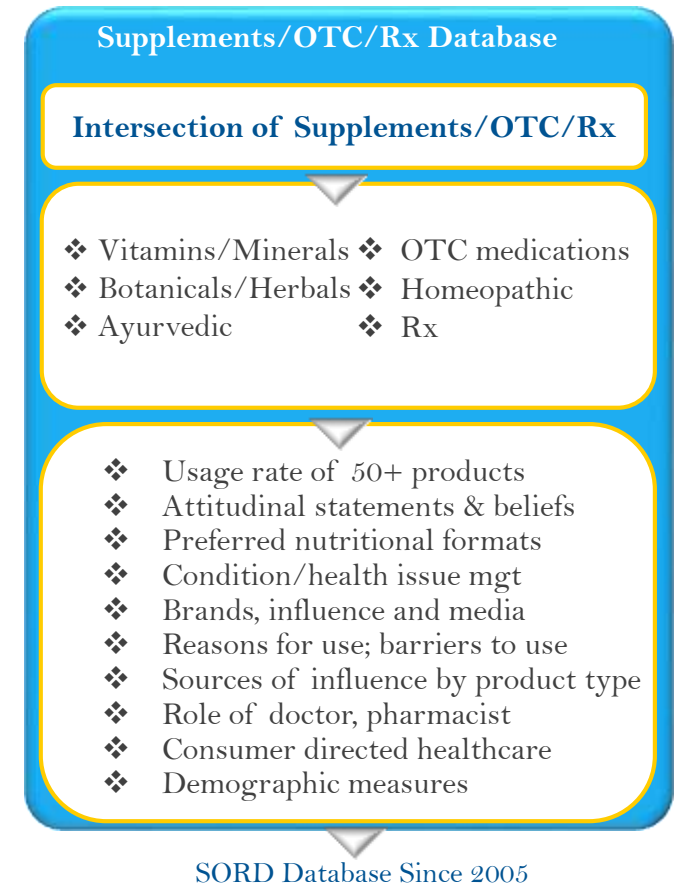 Supplements/OTC/Rx Database
Intersection of Supplements/OTC/Rx
❖ Vitamins/Minerals ❖ OTC medications
❖ Botanicals/Herbals ❖ Homeopathic
❖ Ayurvedic ❖ Rx
❖ Usage rate of 50+ products
❖ Attitudinal statements & beliefs
❖ Preferred nutritional formats
❖ Condition/health issue mgt
❖ Brands, influence and media
❖ Reasons for use; barriers to use
❖ Sources of influence by product type
❖ Role of doctor, pharmacist
❖ Consumer directed healthcare
❖ Demographic measures
SORD Database Since 2005